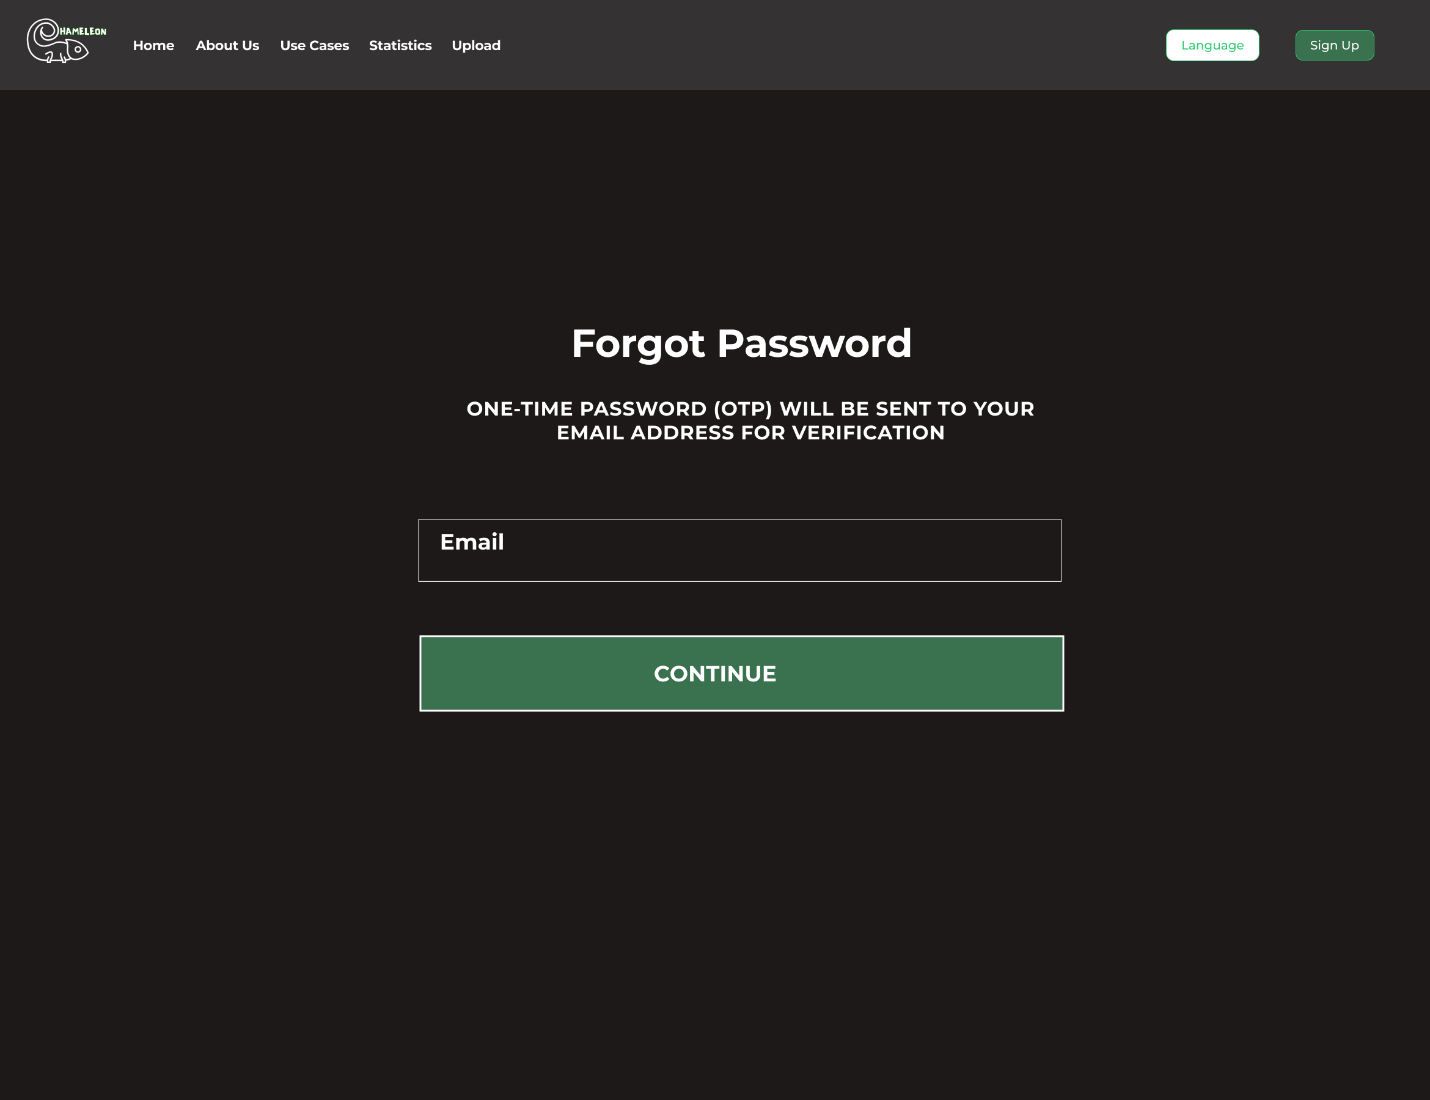 HAMELEON
Home About Us Use Cases Statistics Upload Language Sign Up
Forgot Password
ONE-TIME PASSWORD (OTP) WILL BE SENT TO YOUR
EMAIL ADDRESS FOR VERIFICATION
Email
CONTINUE